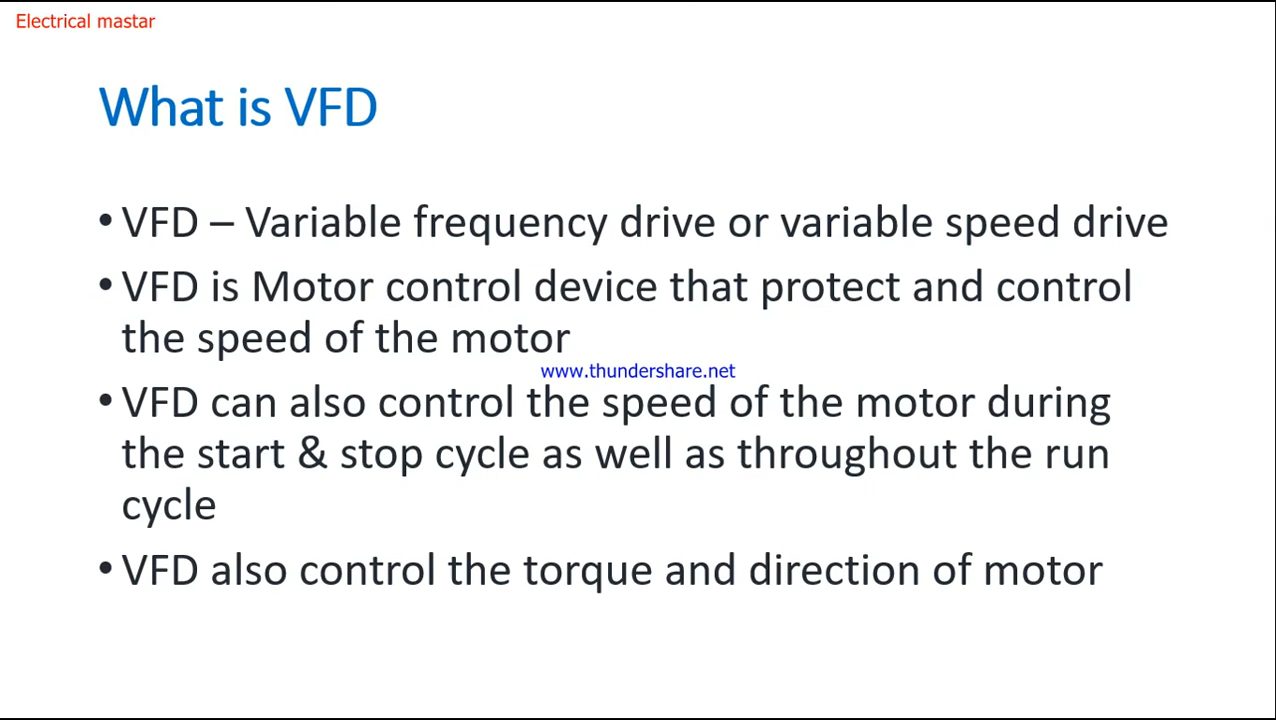 Electrical mastar
What is VFD
• VFD – Variable frequency drive or variable speed drive
• VFD is Motor control device that protect and control
the speed of the motor
www.thundershare.net
• VFD can also control the speed of the motor during
the start & stop cycle as well as throughout the run
cycle
• VFD also control the torque and direction of motor